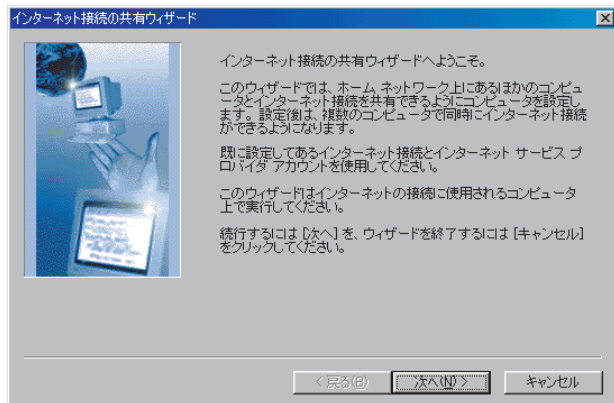 インターネット接続の共有ウィザード
インターネット接続の共有ウィザードへようこそ。
このウィザードでは、ホーム ネットワーク上にあるほかのコンピュ
ータとインターネット接続を共有できるようにコンピュータを設定し
ます。設定後は、複数のコンピュータで同時にインターネット接続
ができるようになります。
既に設定してあるインターネット接続とインターネット サービス プ
ロバイダ アカウントを使用してください。
このウィザードはインターネットの接続に使用されるコンピュータ
上で実行してください。
続行するには [次へ] を、ウィザードを終了するには [キャンセル]
をクリックしてください。
< 戻る(B)
次へ(N) >
キャンセル